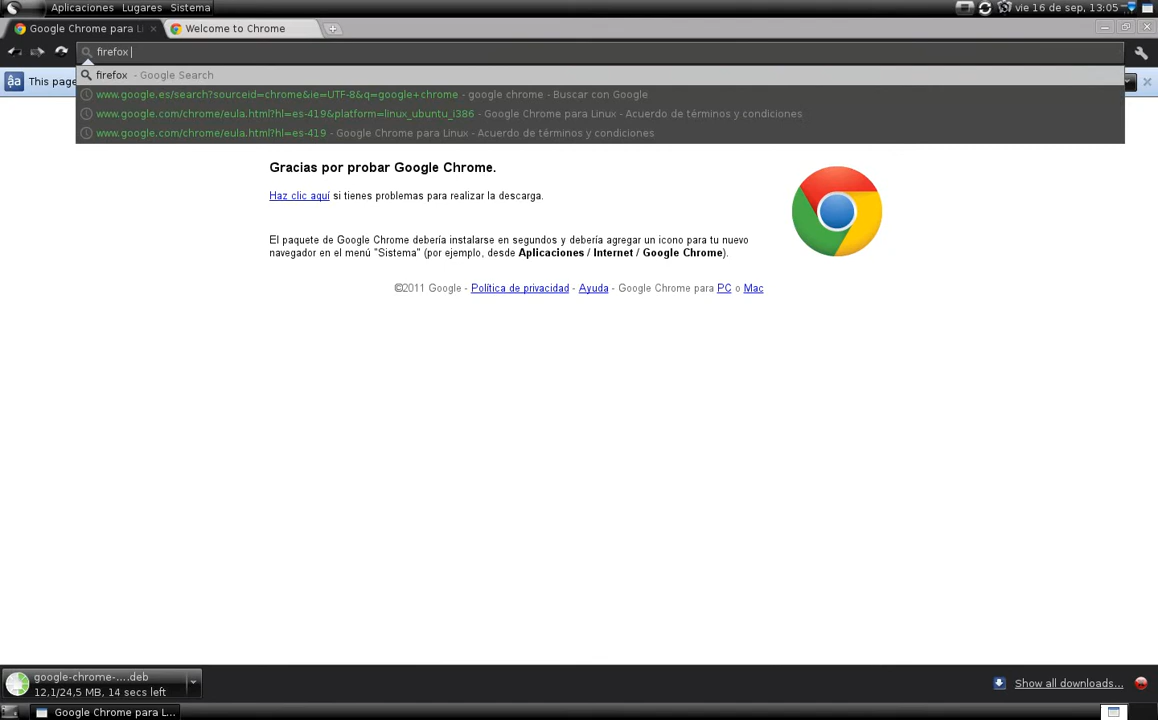 Aplicaciones Lugares Sistema vie 16 de sep, 13:05
Google Chrome para Li Welcome to Chrome
firefox
firefox - Google Search
This page
www.google.es/search?sourceid=chrome&ie=UTF-8&q=google+chrome - google chrome - Buscar con Google
www.google.com/chrome/eula.html?hl=es-419&platform=linux_ubuntu_i386 - Google Chrome para Linux - Acuerdo de términos y condiciones
www.google.com/chrome/eula.html?hl=es-419 - Google Chrome para Linux - Acuerdo de términos y condiciones
Gracias por probar Google Chrome.
Haz clic aquí si tienes problemas para realizar la descarga.
El paquete de Google Chrome debería instalarse en segundos y debería agregar un icono para tu nuevo
navegador en el menú "Sistema" (por ejemplo, desde Aplicaciones / Internet / Google Chrome).
©2011 Google - Política de privacidad - Ayuda - Google Chrome para PC o Mac
google-chrome-....deb
12,1/24,5 MB, 14 secs left
Show all downloads...
Google Chrome para L...